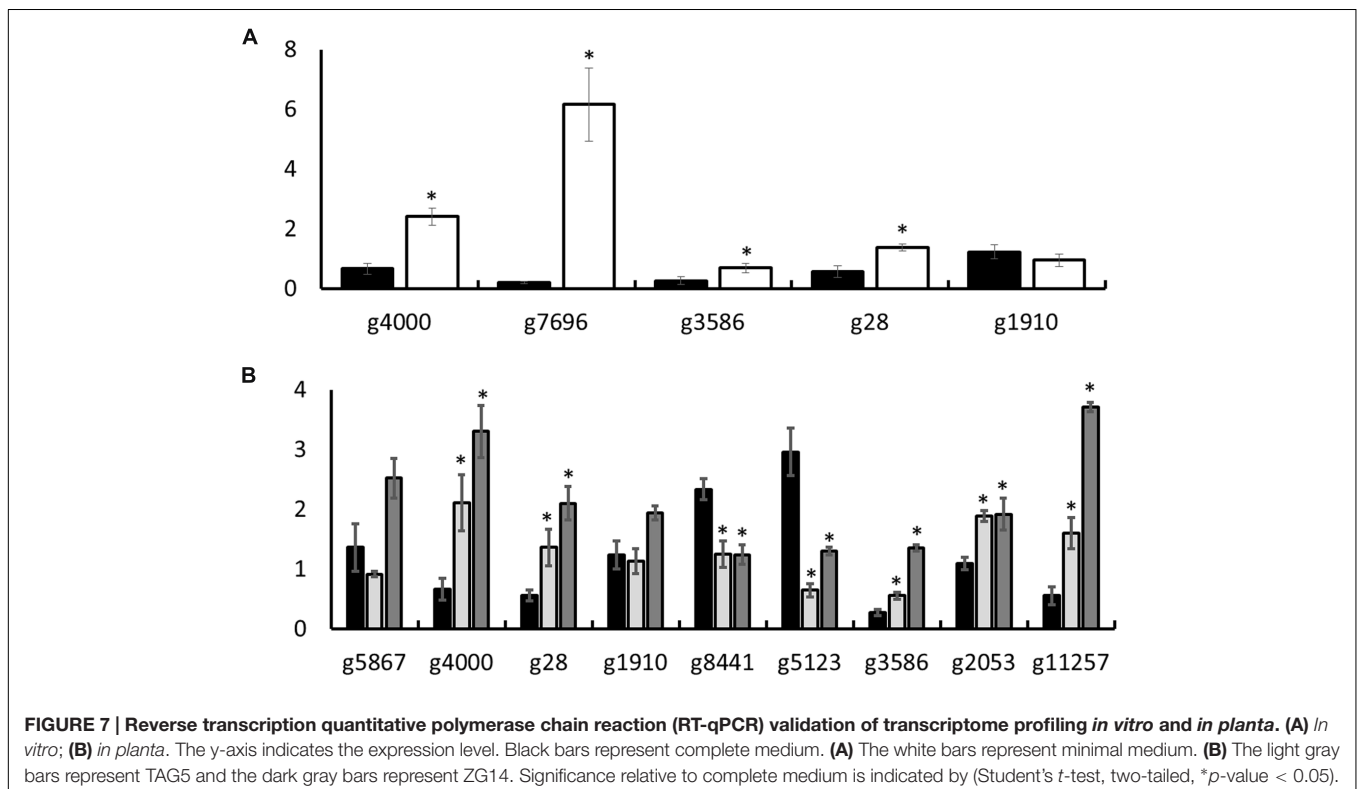 A
8
6
4
2
0
*
*
*
*
g4000 g7696 g3586 g28 g1910
B
4
3
2
1
0
* * * * * * * * * * * * * *
g5867 g4000 g28 g1910 g8441 g5123 g3586 g2053 g11257
FIGURE 7 | Reverse transcription quantitative polymerase chain reaction (RT-qPCR) validation of transcriptome profiling in vitro and in planta. (A) In
vitro; (B) in planta. The y-axis indicates the expression level. Black bars represent complete medium. (A) The white bars represent minimal medium. (B) The light gray
bars represent TAG5 and the dark gray bars represent ZG14. Significance relative to complete medium is indicated by (Student's t-test, two-tailed, *p-value < 0.05).